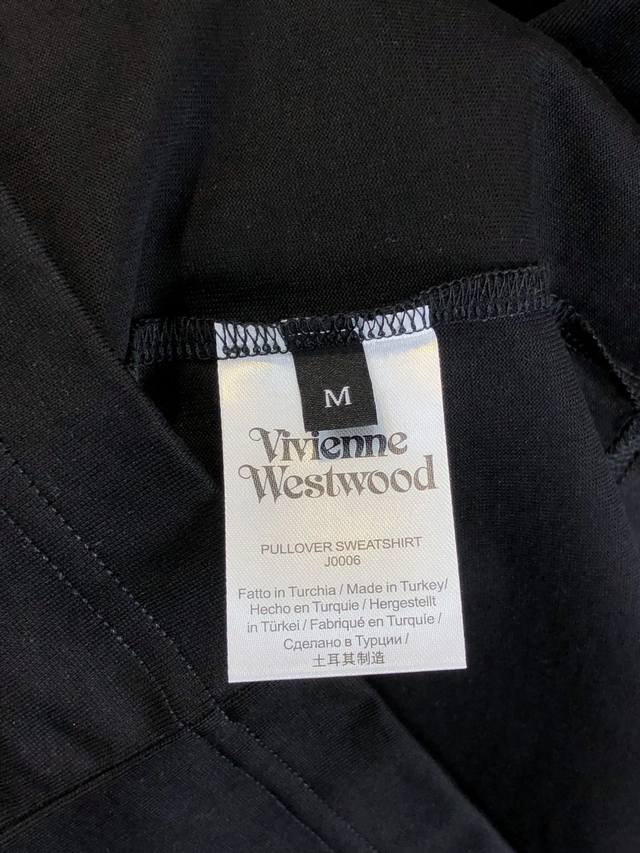 M
Vivienne
Westwood
PULLOVER SWEATSHIRT
J0006
Fatto in Turchia / Made in Turkey/
Hecho en Turquie / Hergestellt
in Türkei / Fabriqué en Turquie /
Сделано в Турции /
土耳其制造